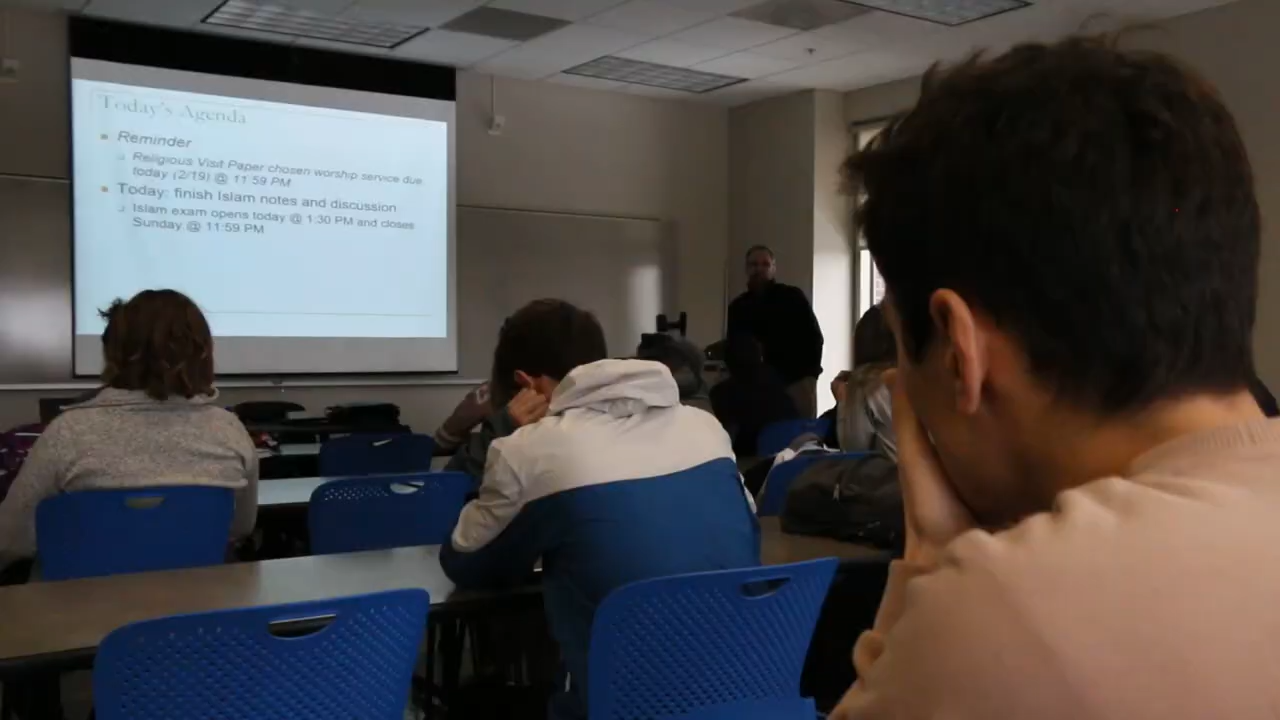 Today's Agenda
Reminder
Religious Visit Paper chosen worship service due
today (2/19) @ 11:59 PM
Today: finish Islam notes and discussion
Islam exam opens today @ 1:30 PM and closes
Sunday @ 11:59 PM